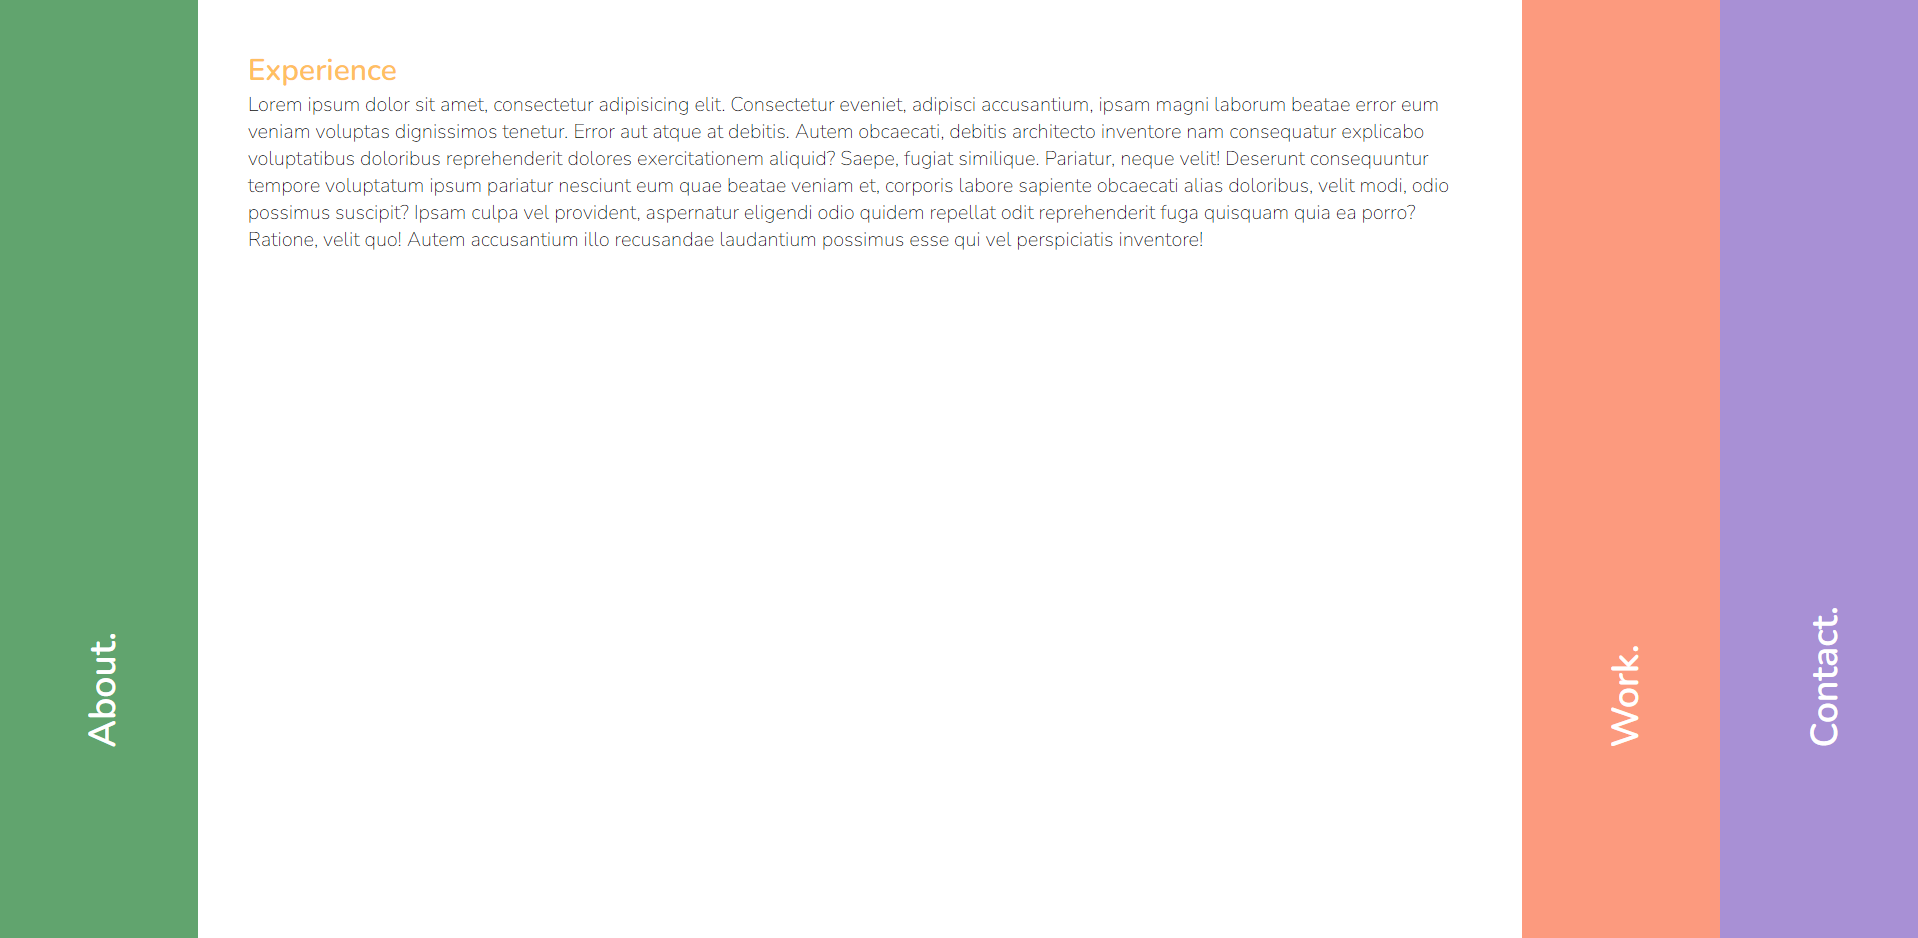 About.
Experience
Lorem ipsum dolor sit amet, consectetur adipisicing elit. Consectetur eveniet, adipisci accusantium, ipsam magni laborum beatae error eum
veniam voluptas dignissimos tenetur. Error aut atque at debitis. Autem obcaecati, debitis architecto inventore nam consequatur explicabo
voluptatibus doloribus reprehenderit dolores exercitationem aliquid? Saepe, fugiat similique. Pariatur, neque velit! Deserunt consequuntur
tempore voluptatum ipsum pariatur nesciunt eum quae beatae veniam et, corporis labore sapiente obcaecati alias doloribus, velit modi, odio
possimus suscipit? Ipsam culpa vel provident, aspernatur eligendi odio quidem repellat odit reprehenderit fuga quisquam quia ea porro?
Ratione, velit quo! Autem accusantium illo recusandae laudantium possimus esse qui vel perspiciatis inventore!
Work.
Contact.